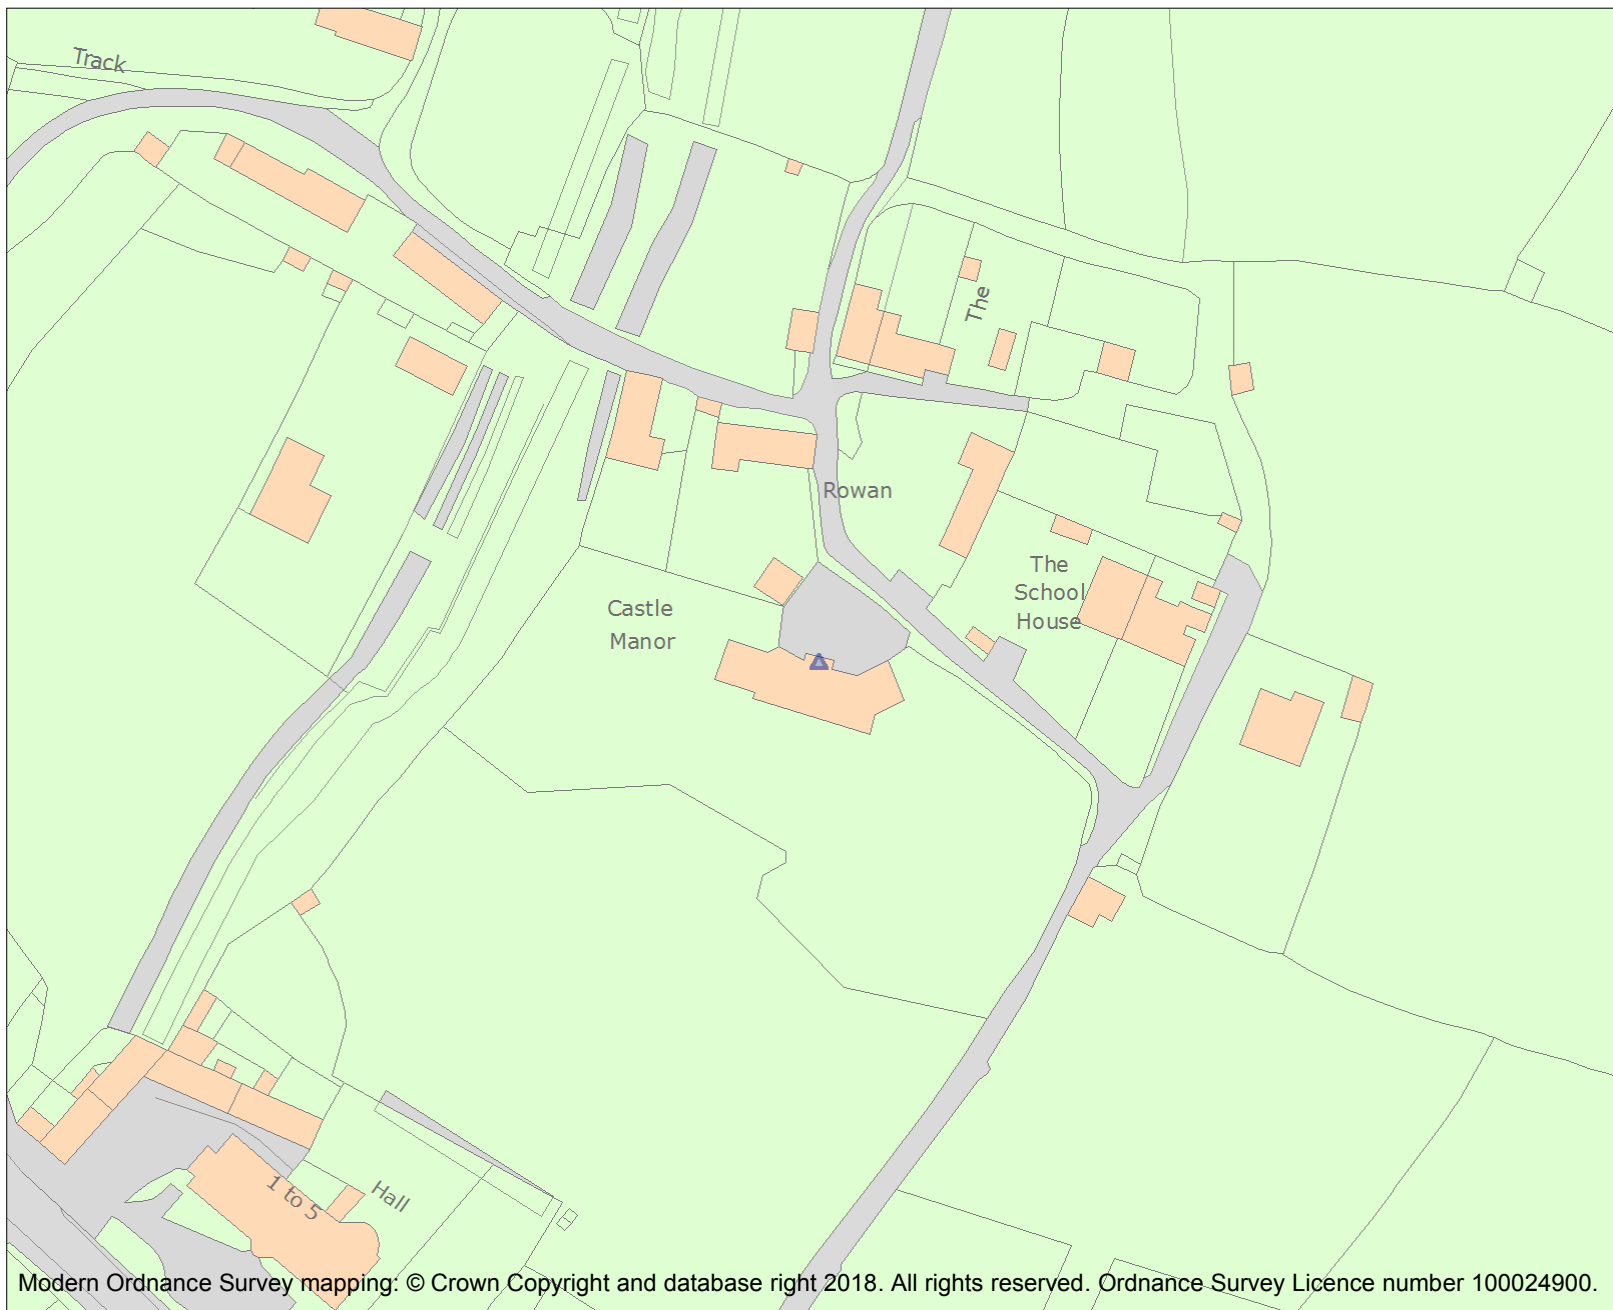 Track
The
Rowan
The
School
House
Castle
Manor
1 to 5
Hall
Modern Ordnance Survey mapping: © Crown Copyright and database right 2018. All rights reserved. Ordnance Survey Licence number 100024900.